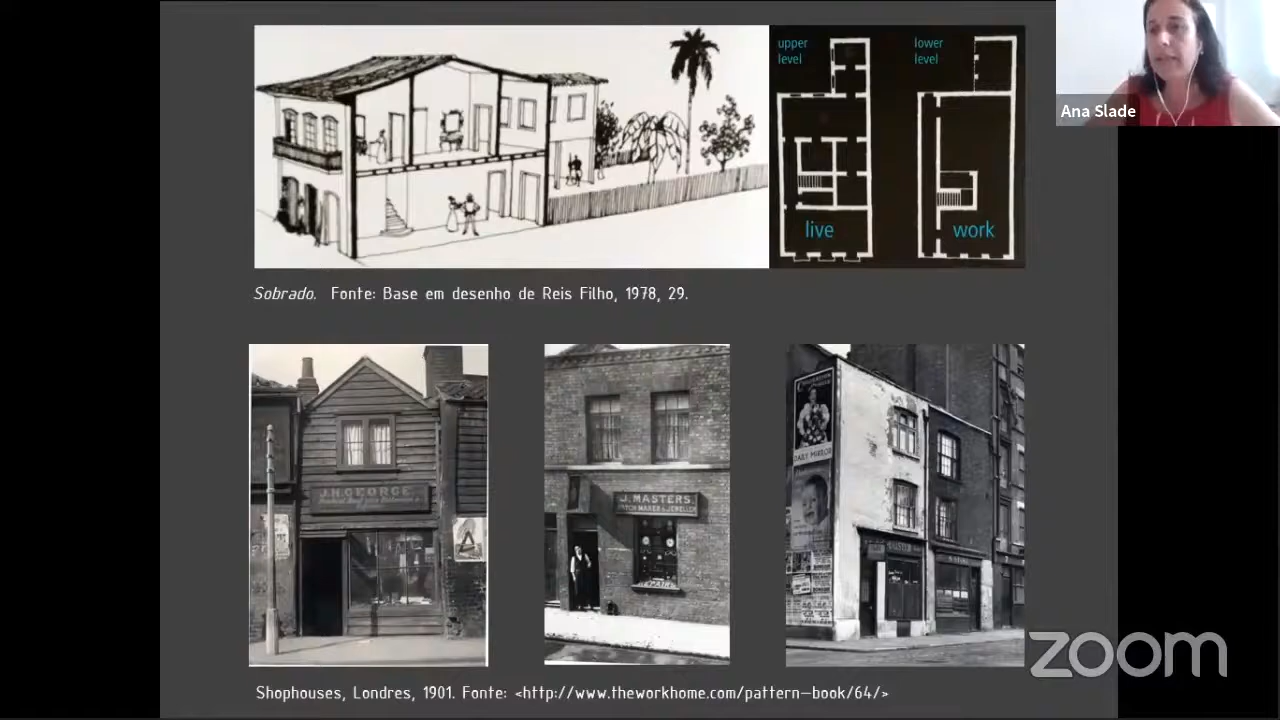 upper
level
lower
level
live
work
Ana Slade
Sobrado. Fonte: Base em desenho de Reis Filho, 1978, 29.
J.H.GEORGE
J.MASTERS.
WATCH MAKER & JEWELLER
DAILY MIRROR
zoom
Shophouses, Londres, 1901. Fonte: <http://www.theworkhome.com/pattern-book/64/>